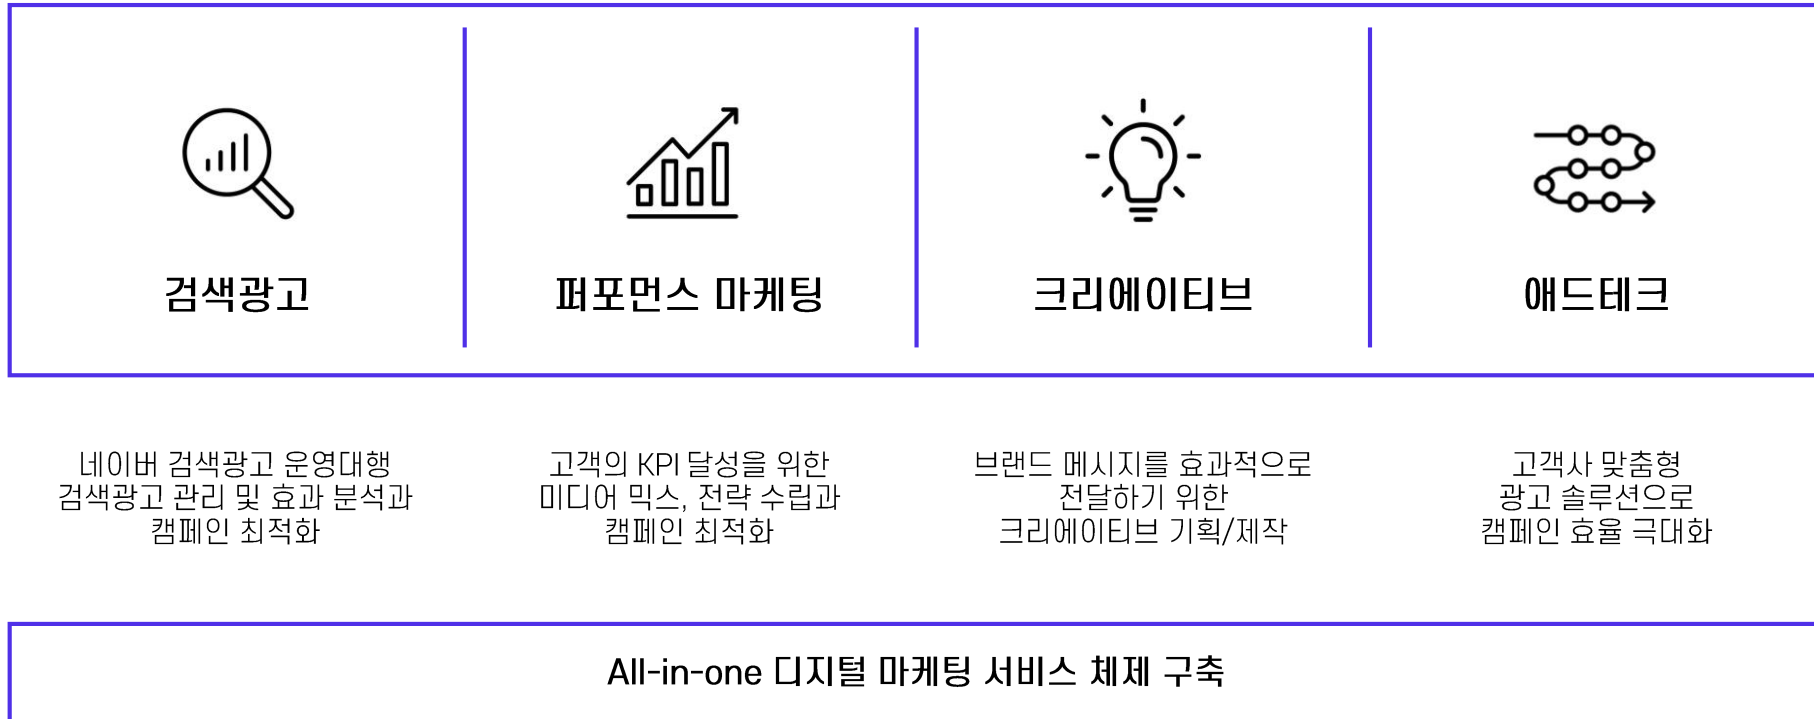 검색광고
퍼포먼스 마케팅
크리에이티브
애드테크
네이버 검색광고 운영대행
검색광고 관리 및 효과 분석과
캠페인 최적화
고객의 KPI 달성을 위한
미디어 믹스, 전략 수립과
캠페인 최적화
브랜드 메시지를 효과적으로
전달하기 위한
크리에이티브 기획/제작
고객사 맞춤형
광고 솔루션으로
캠페인 효율 극대화
All-in-one 디지털 마케팅 서비스 체제 구축